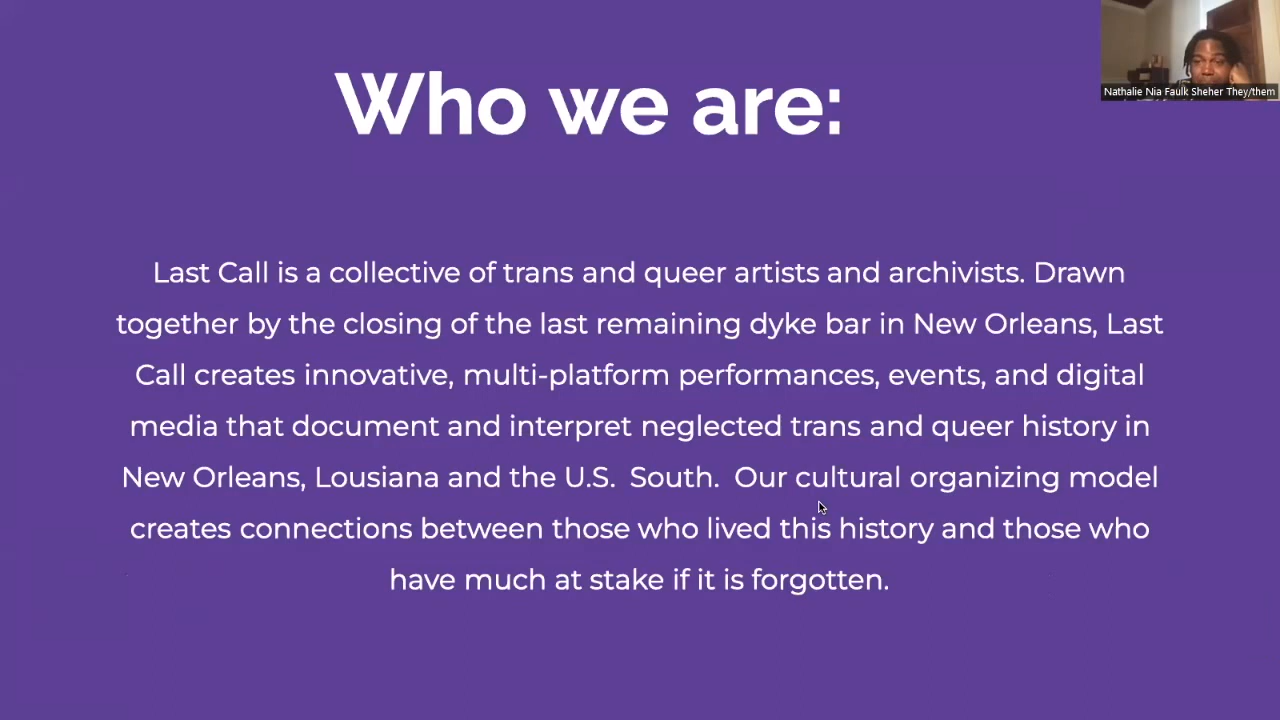 Who we are:
Nathalie Nia Faulk Sheher They/them
Last Call is a collective of trans and queer artists and archivists. Drawn
together by the closing of the last remaining dyke bar in New Orleans, Last
Call creates innovative, multi-platform performances, events, and digital
media that document and interpret neglected trans and queer history in
New Orleans, Lousiana and the U.S.  South.  Our cultural organizing model
creates connections between those who lived this history and those who
have much at stake if it is forgotten.